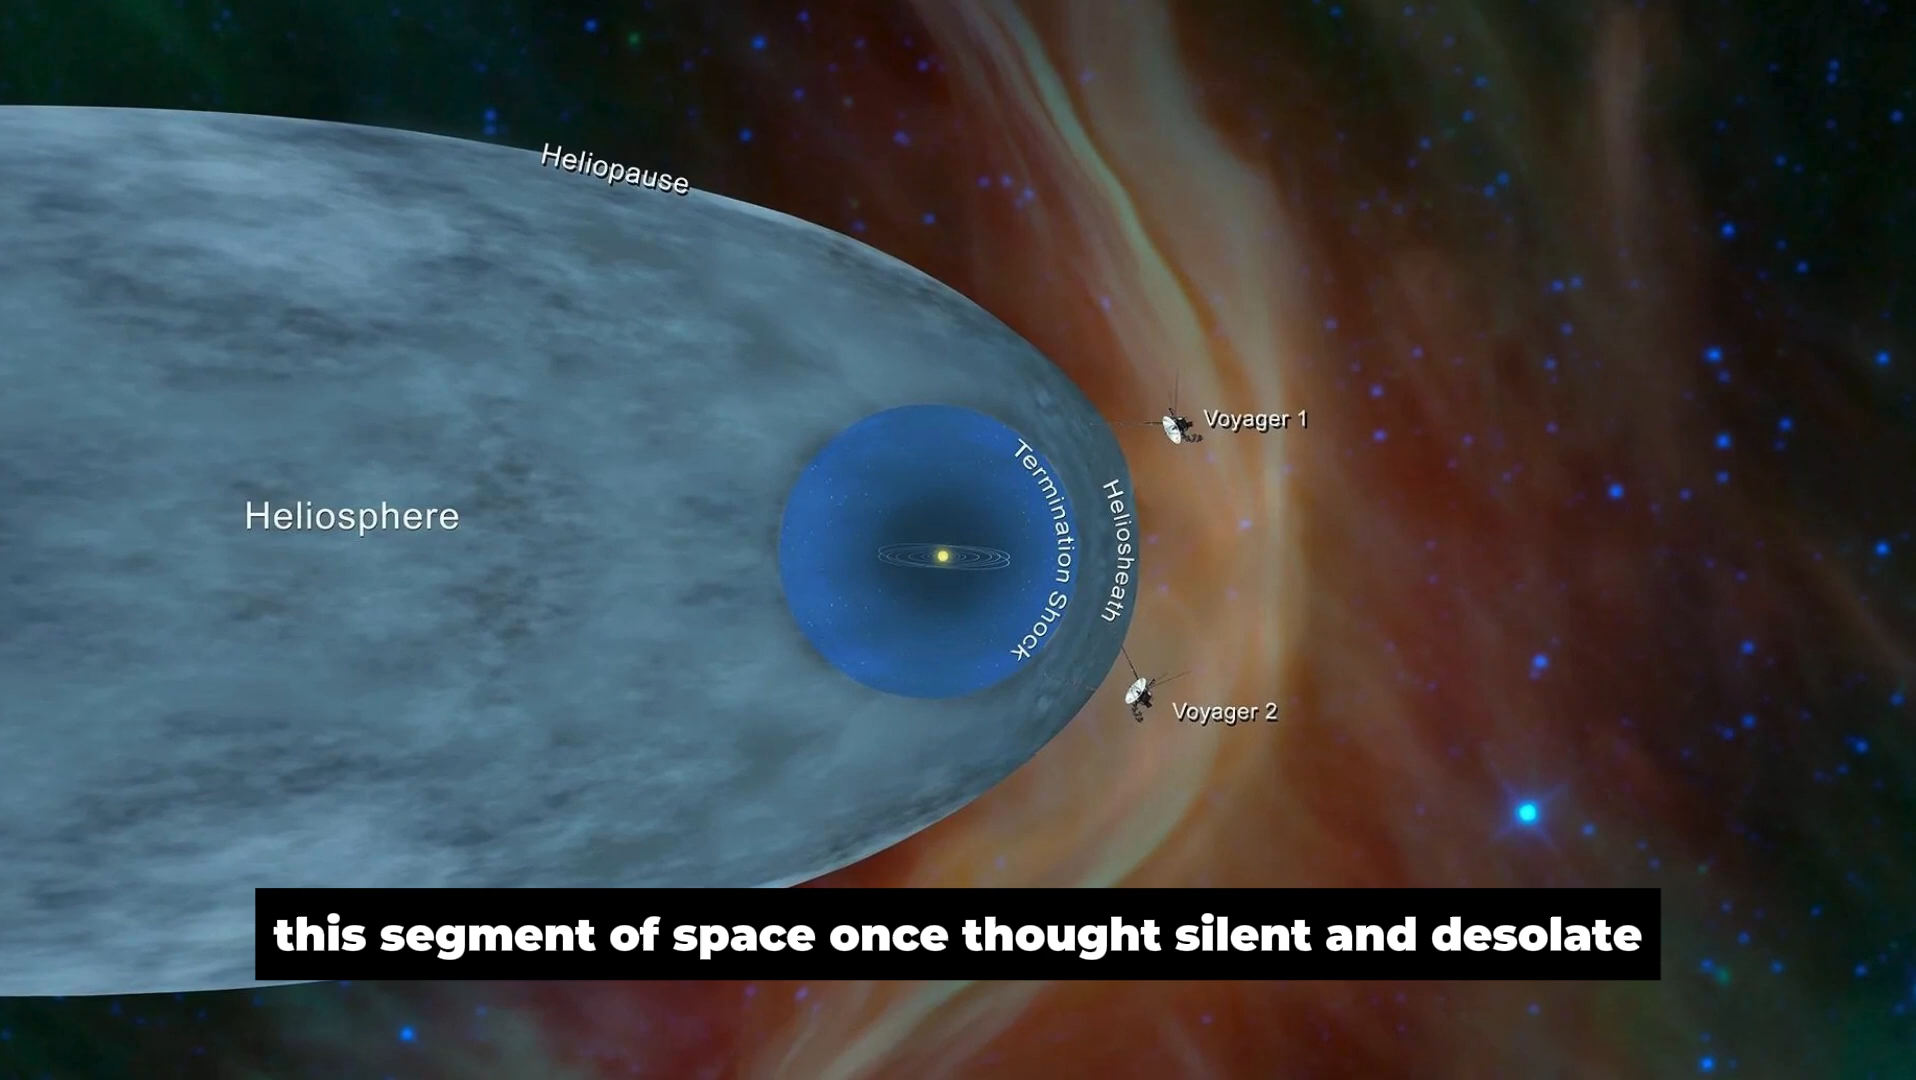 Heliopause
Voyager 1
Termination Shock
Heliosheath
Heliosphere
Voyager 2
this segment of space once thought silent and desolate